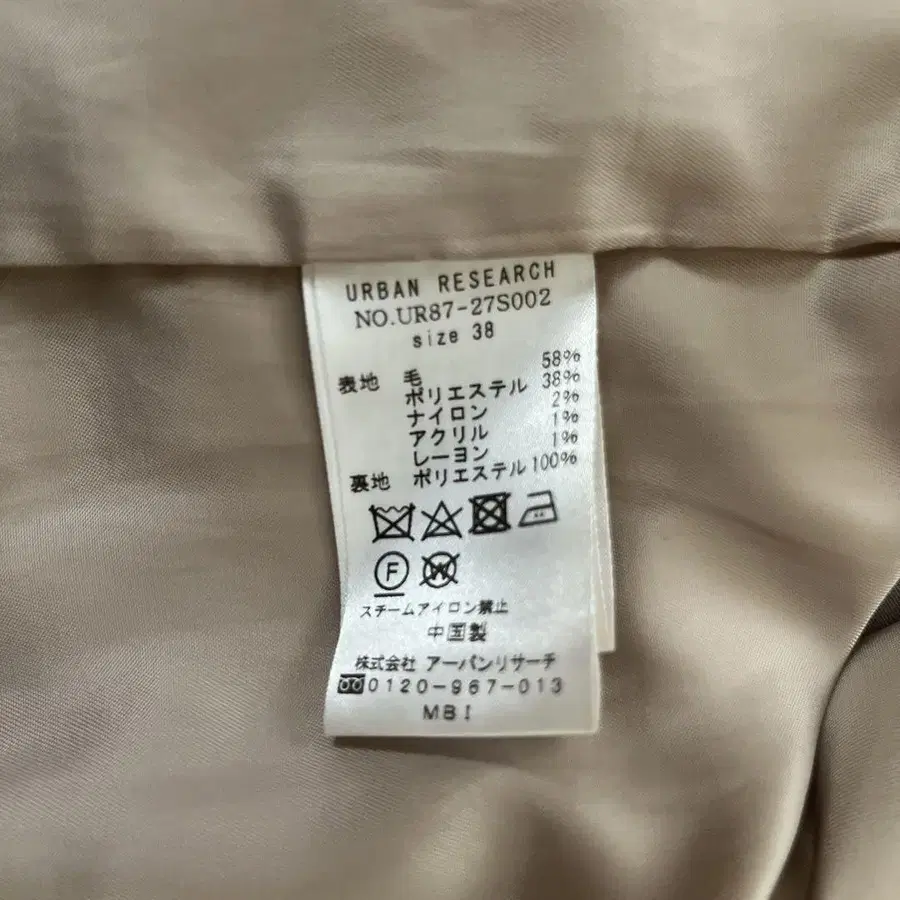 URBAN RESEARCH
NO.UR87-27S002
size 38
表地 毛 58%
ポリエステル 38%
ナイロン 2%
アクリル 1%
レーヨン 1%
裏地 ポリエステル 100%
F W
スチームアイロン禁止
中国製
株式会社 アーバンリサーチ
0120-967-013
MBI